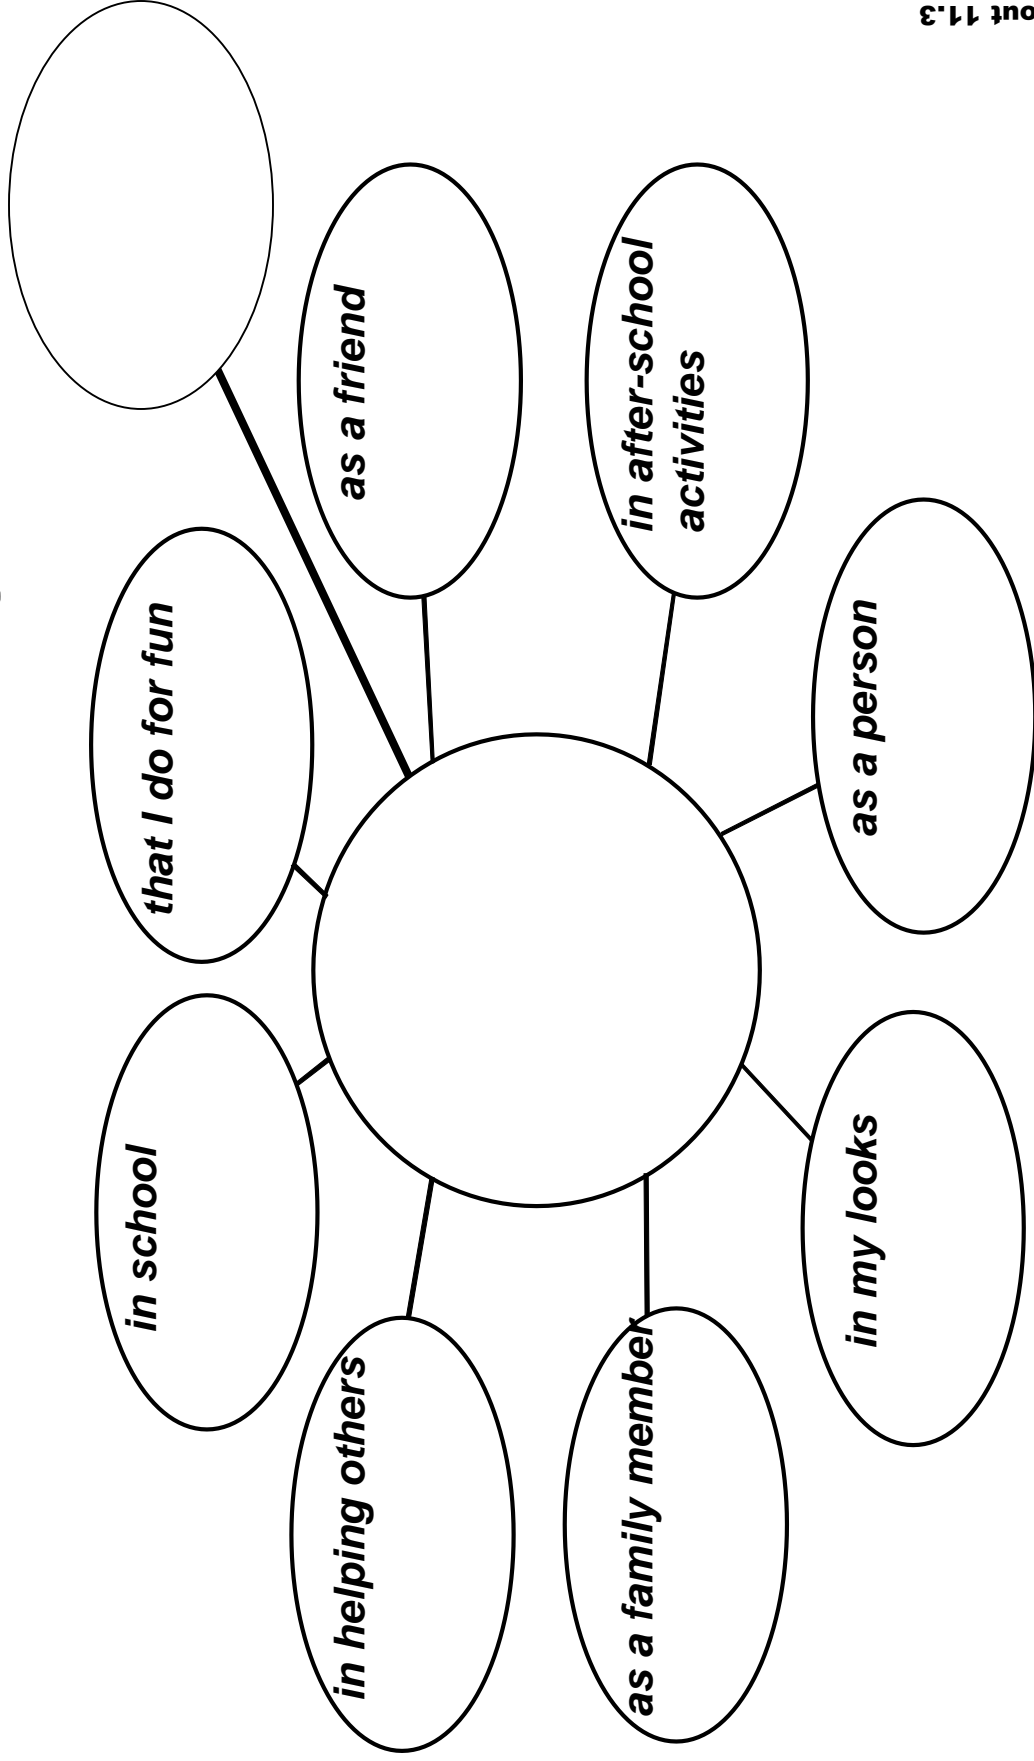 out 11.3
in school
that I do for fun
in helping others
as a friend
as a family member
in after-school
activities
in my looks
as a person